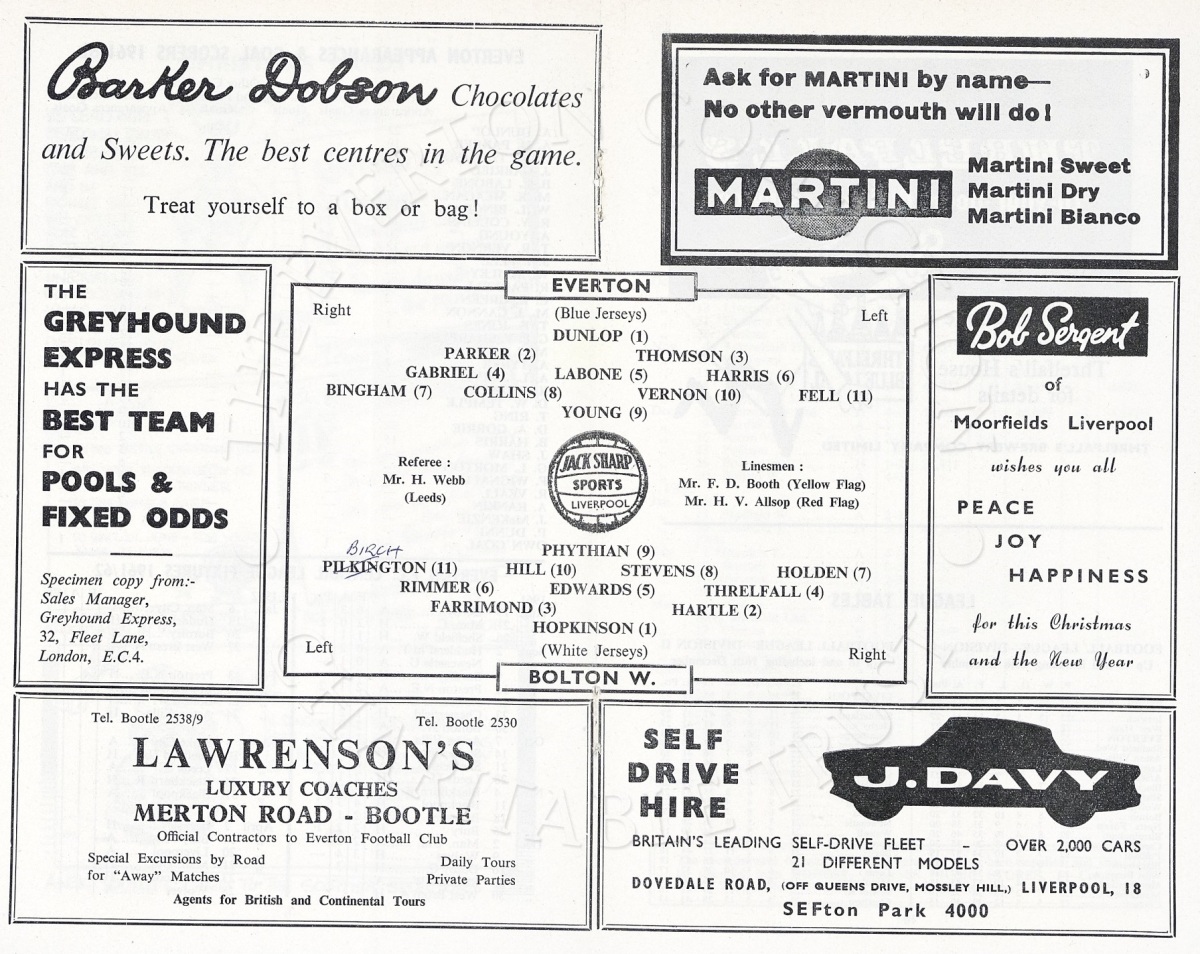 Barker Dobson Chocolates
and Sweets. The best centres in the game.
Treat yourself to a box or bag!
Ask for MARTINI by name—
No other vermouth will do!
MARTINI
Martini Sweet
Martini Dry
Martini Bianco
THE
GREYHOUND
EXPRESS
HAS THE
BEST TEAM
FOR
POOLS &
FIXED ODDS
Specimen copy from:-
Sales Manager,
Greyhound Express,
32, Fleet Lane,
London, E.C.4.
EVERTON
Right
(Blue Jerseys)
Left
DUNLOP (1)
PARKER (2) THOMSON (3)
GABRIEL (4) LABONE (5) HARRIS (6)
BINGHAM (7) COLLINS (8) VERNON (10) FELL (11)
YOUNG (9)
Referee :
Mr. H. Webb
(Leeds)
JACK SHARP
SPORTS
LIVERPOOL
Linesmen :
Mr. F. D. Booth (Yellow Flag)
Mr. H. V. Allsop (Red Flag)
PHYTHIAN (9)
BIRCH
PILKINGTON (11) HILL (10) STEVENS (8) HOLDEN (7)
RIMMER (6) EDWARDS (5) THRELFALL (4)
FARRIMOND (3) HARTLE (2)
HOPKINSON (1)
Left
(White Jerseys)
Right
BOLTON W.
Bob Sergent
of
Moorfields Liverpool
wishes you all
PEACE
JOY
HAPPINESS
for this Christmas
and the New Year
Tel. Bootle 2538/9 Tel. Bootle 2530
LAWRENSON'S
LUXURY COACHES
MERTON ROAD - BOOTLE
Official Contractors to Everton Football Club
Special Excursions by Road
for "Away" Matches
Daily Tours
Private Parties
Agents for British and Continental Tours
SELF
DRIVE
HIRE
J. DAVY
BRITAIN'S LEADING SELF-DRIVE FLEET - OVER 2,000 CARS
21 DIFFERENT MODELS
DOVEDALE ROAD, (OFF QUEENS DRIVE, MOSSLEY HILL,) LIVERPOOL, 18
SEFton Park 4000